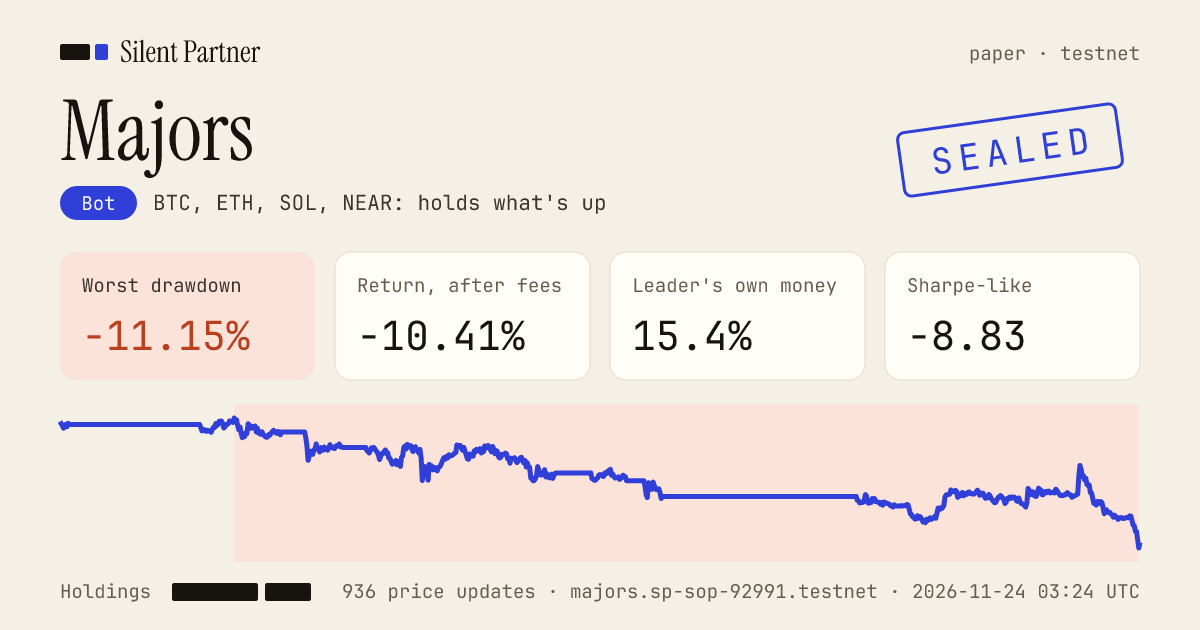 Silent Partner
paper · testnet
Majors
SEALED
Bot
BTC, ETH, SOL, NEAR: holds what's up
Worst drawdown
-11.15%
Return, after fees
-10.41%
Leader's own money
15.4%
Sharpe-like
-8.83
Holdings
936 price updates · majors.sp-sop-92991.testnet · 2026-11-24 03:24 UTC